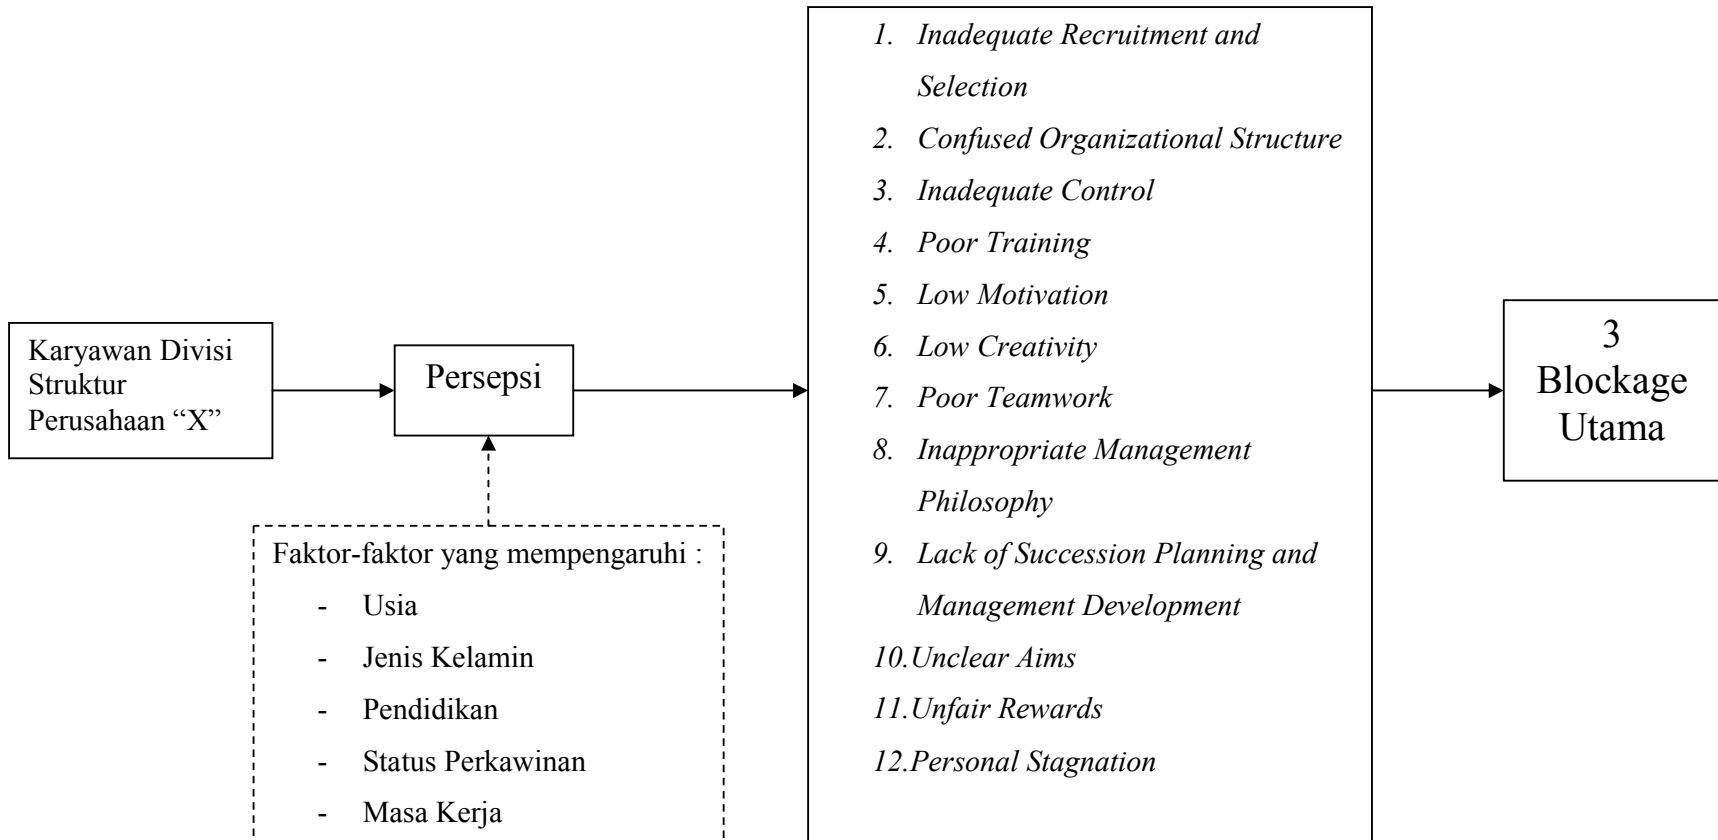 Karyawan Divisi
Struktur
Perusahaan “X”
Persepsi
Faktor-faktor yang mempengaruhi :
- Usia
- Jenis Kelamin
- Pendidikan
- Status Perkawinan
- Masa Kerja
1. Inadequate Recruitment and
Selection
2. Confused Organizational Structure
3. Inadequate Control
4. Poor Training
5. Low Motivation
6. Low Creativity
7. Poor Teamwork
8. Inappropriate Management
Philosophy
9. Lack of Succession Planning and
Management Development
10.Unclear Aims
11.Unfair Rewards
12.Personal Stagnation
3
Blockage
Utama